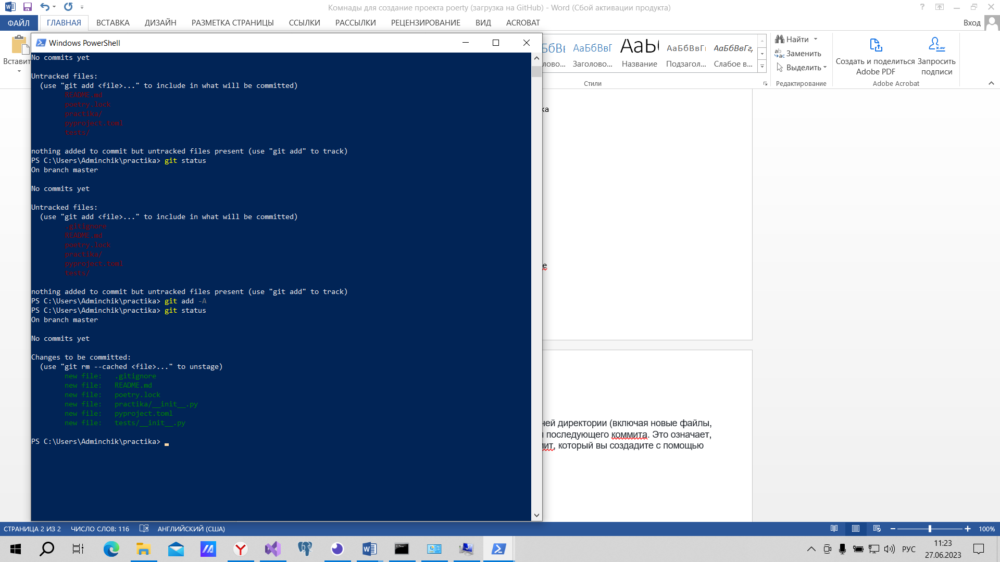 Комнады для создание проекта poerty (загрузка на GitHub) - Word (Сбой активации продукта)
ФАЙЛ ГЛАВНАЯ ВСТАВКА ДИЗАЙН РАЗМЕТКА СТРАНИЦЫ ССЫЛКИ РАССЫЛКИ РЕЦЕНЗИРОВАНИЕ ВИД ACROBAT Вход
Вставит
АаБбВвГ АаБбВвГ АаБбВвГг
Заголово... Название Подзагол... Слабое в...
Стили
Найти
Заменить
Выделить
Редактирование
Создать и поделиться
Adobe PDF
Запросить
подписи
Adobe Acrobat
Windows PowerShell
No commits yet
Untracked files:
(use "git add <file>..." to include in what will be committed)
README.md
poetry.lock
practika/
pyproject.toml
tests/
nothing added to commit but untracked files present (use "git add" to track)
PS C:\Users\Adminchik\practika> git status
On branch master
No commits yet
Untracked files:
(use "git add <file>..." to include in what will be committed)
.gitignore
README.md
poetry.lock
practika/
pyproject.toml
tests/
nothing added to commit but untracked files present (use "git add" to track)
PS C:\Users\Adminchik\practika> git add -A
PS C:\Users\Adminchik\practika> git status
On branch master
No commits yet
Changes to be committed:
(use "git rm --cached <file>..." to unstage)
new file:   .gitignore
new file:   README.md
new file:   poetry.lock
new file:   practika/__init__.py
new file:   pyproject.toml
new file:   tests/__init__.py
PS C:\Users\Adminchik\practika>
ка
е
чей директории (включая новые файлы,
последующего коммита. Это означает,
мит, который вы создадите с помощью
СТРАНИЦА 2 ИЗ 2 ЧИСЛО СЛОВ: 116 АНГЛИЙСКИЙ (США) 100%
РУС
11:23
27.06.2023